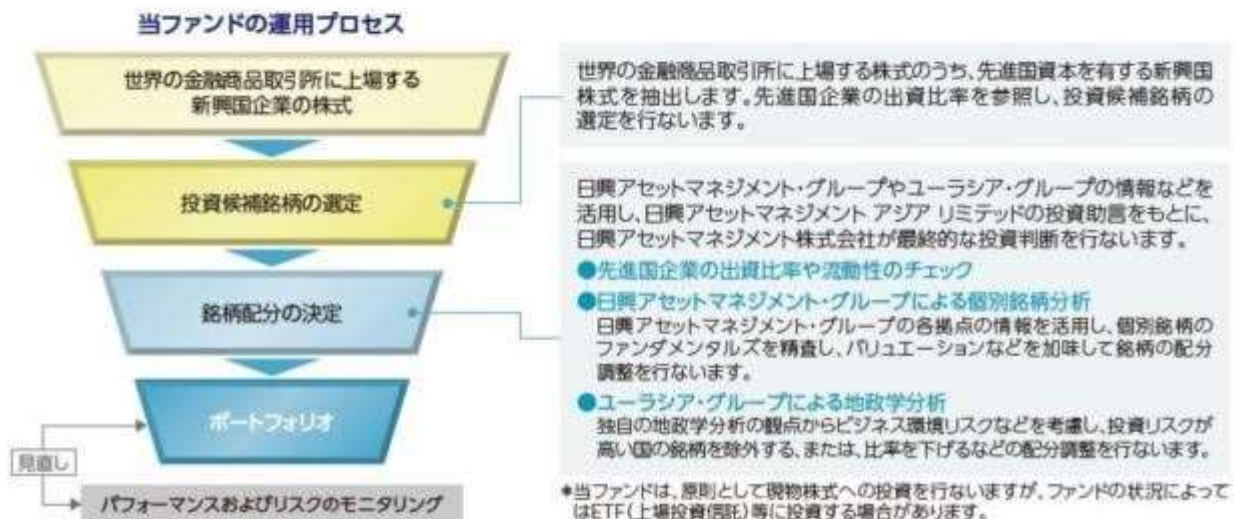 当ファンドの運用プロセス
世界の金融商品取引所に上場する
新興国企業の株式
投資候補銘柄の選定
銘柄配分の決定
ポートフォリオ
見直し
パフォーマンスおよびリスクのモニタリング
世界の金融商品取引所に上場する株式のうち、先進国資本を有する新興国
株式を抽出します。先進国企業の出資比率を参照し、投資候補銘柄の
選定を行ないます。
日興アセットマネジメント・グループやユーラシア・グループの情報などを
活用し、日興アセットマネジメント アジア リミテッドの投資助言をもとに、
日興アセットマネジメント株式会社が最終的な投資判断を行ないます。
●先進国企業の出資比率や流動性のチェック
●日興アセットマネジメント・グループによる個別銘柄分析
日興アセットマネジメント・グループの各拠点の情報を活用し、個別銘柄の
ファンダメンタルズを精査し、バリュエーションなどを加味して銘柄の配分
調整を行ないます。
●ユーラシア・グループによる地政学分析
独自の地政学分析の観点からビジネス環境リスクなどを考慮し、投資リスクが
高い国の銘柄を除外する、または、比率を下げるなどの配分調整を行ないます。
*当ファンドは、原則として現物株式への投資を行ないますが、ファンドの状況によって
はETF(上場投資信託)等に投資する場合があります。